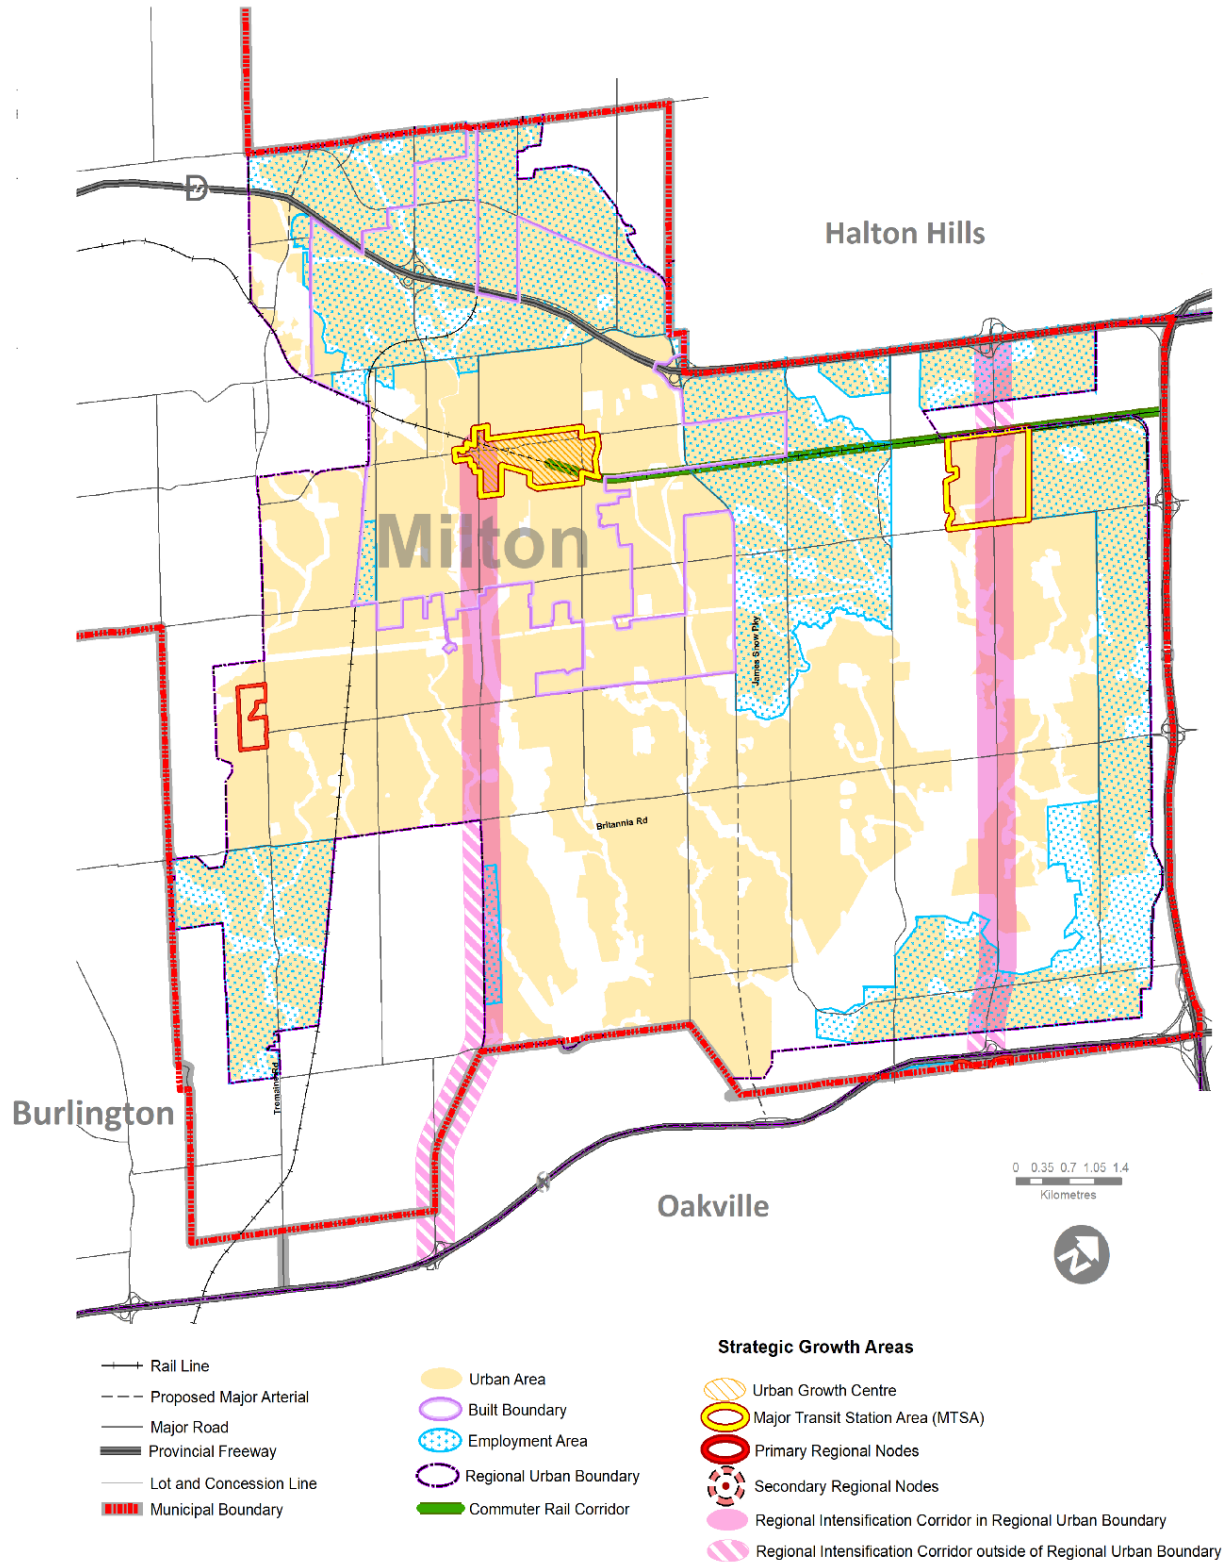 Halton Hills
Milton
James Snow Pky
Britannia Rd
Tremaine Rd
Burlington
Oakville
0 0.35 0.7 1.05 1.4
Kilometres
N
Rail Line
Proposed Major Arterial
Major Road
Provincial Freeway
Lot and Concession Line
Municipal Boundary
Urban Area
Built Boundary
Employment Area
Regional Urban Boundary
Commuter Rail Corridor
Strategic Growth Areas
Urban Growth Centre
Major Transit Station Area (MTSA)
Primary Regional Nodes
Secondary Regional Nodes
Regional Intensification Corridor in Regional Urban Boundary
Regional Intensification Corridor outside of Regional Urban Boundary